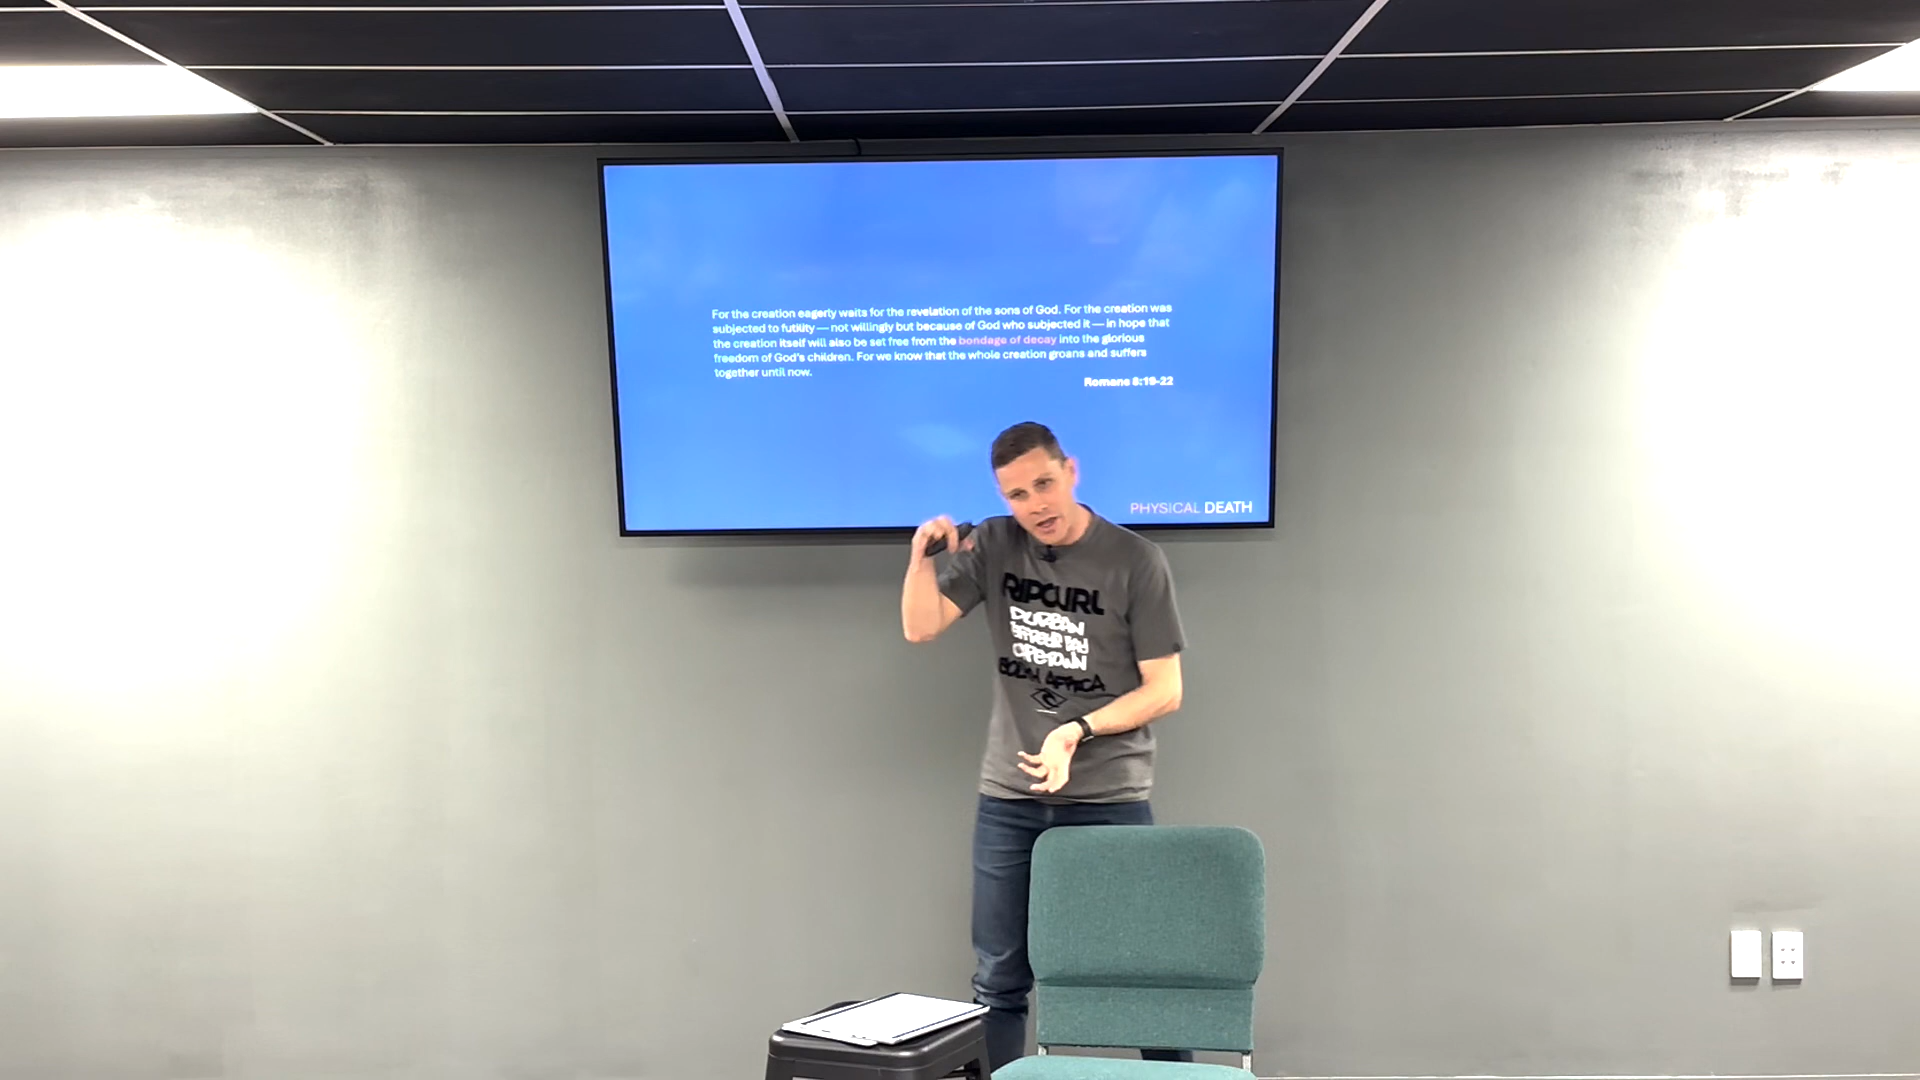 For the creation eagerly waits for the revelation of the sons of God. For the creation was
subjected to futility — not willingly but because of God who subjected it — in hope that
the creation itself will also be set free from the bondage of decay into the glorious
freedom of God's children. For we know that the whole creation groans and suffers
together until now.
Romans 8:19-22
PHYSICAL DEATH
RIPCURL
DURBAN
CAPETOWN
SOUTH AFRICA